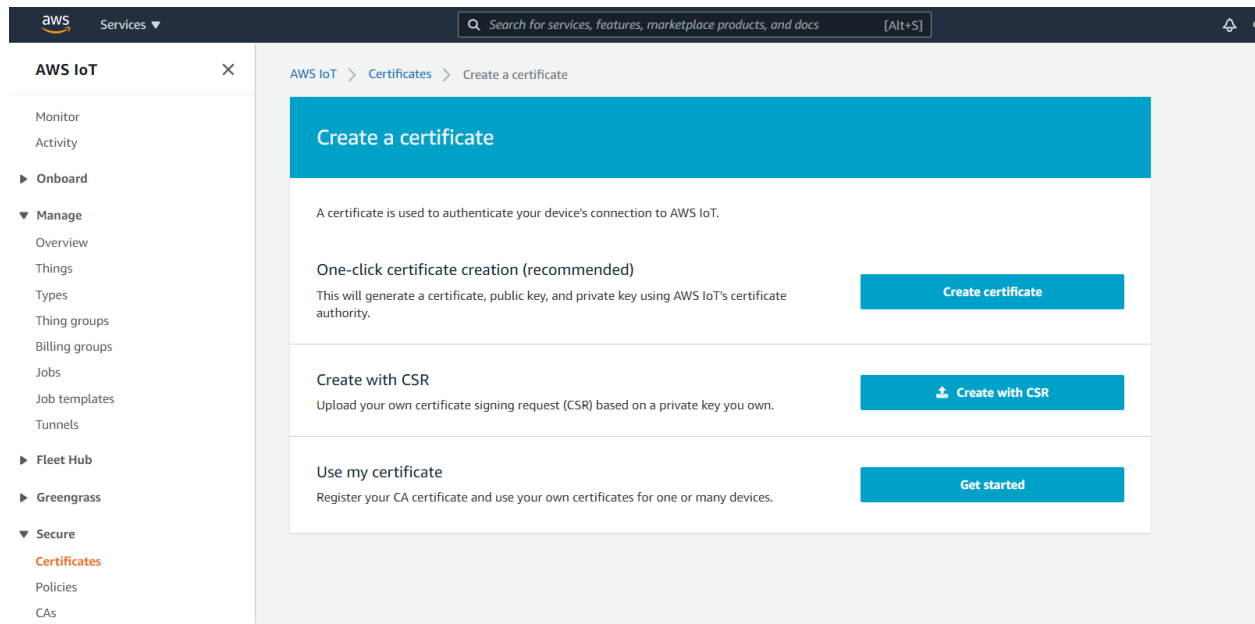 aws
Services ▼
Search for services, features, marketplace products, and docs
[Alt+S]
AWS IoT
Monitor
Activity
Onboard
Manage
Overview
Things
Types
Thing groups
Billing groups
Jobs
Job templates
Tunnels
Fleet Hub
Greengrass
Secure
Certificates
Policies
CAs
AWS IoT > Certificates > Create a certificate
Create a certificate
A certificate is used to authenticate your device's connection to AWS IoT.
One-click certificate creation (recommended)
This will generate a certificate, public key, and private key using AWS IoT's certificate
authority.
Create certificate
Create with CSR
Upload your own certificate signing request (CSR) based on a private key you own.
Create with CSR
Use my certificate
Register your CA certificate and use your own certificates for one or many devices.
Get started